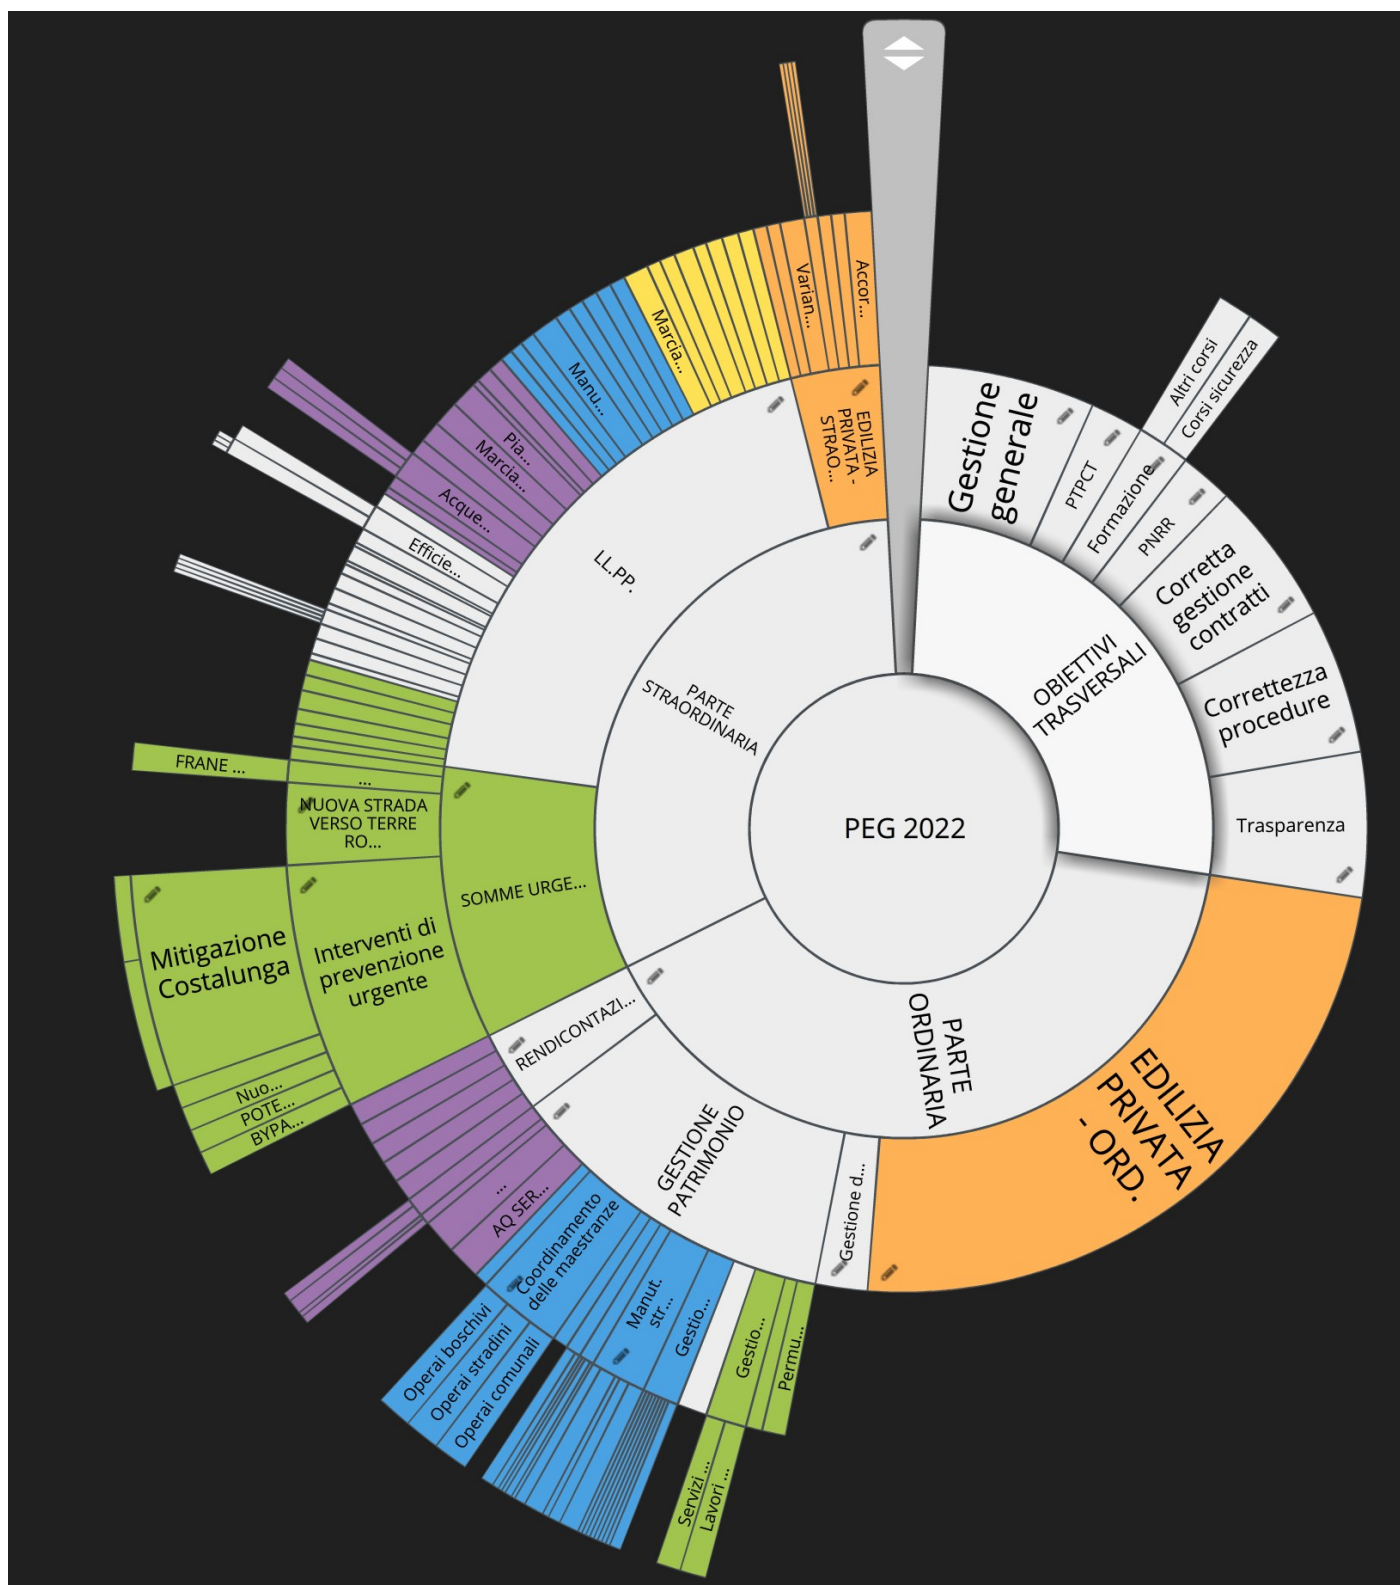 PEG 2022
OBIETTIVI
TRASVERSALI
Gestione
generale
PTPCT
Formazione
Altri corsi
Corsi sicurezza
PNRR
Corretta
gestione
contratti
Correttezza
procedure
Trasparenza
PARTE
ORDINARIA
EDILIZIA
PRIVATA
- ORD.
Gestione d...
GESTIONE
PATRIMONIO
Permu...
Gestio...
Lavori ...
Servizi ...
Gestio...
Manut.
str...
Coordinamento
delle maestranze
Operai comunali
Operai stradini
Operai boschivi
AQ SER...
...
RENDICONTAZI...
PARTE
STRAORDINARIA
SOMME URGE...
Interventi di
prevenzione
urgente
BYPA...
POTE...
Nuo...
Mitigazione
Costalunga
NUOVA STRADA
VERSO TERRE
RO...
...
FRANE ...
LL.PP.
Efficie...
Acque...
Marcia...
Pia...
Manu...
Marcia...
EDILIZIA
PRIVATA -
STRAO...
Varian...
Accor...